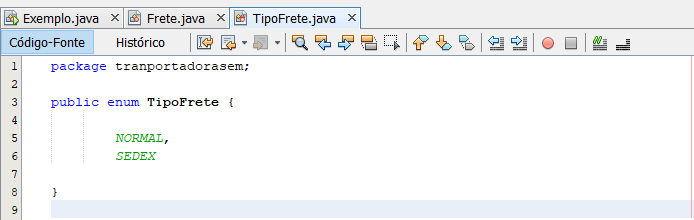 Exemplo.java Frete.java TipoFrete.java
Código-Fonte Histórico
1 package tranportadorasem;
2
3 public enum TipoFrete {
4
5 NORMAL,
6 SEDEX
7
8 }
9